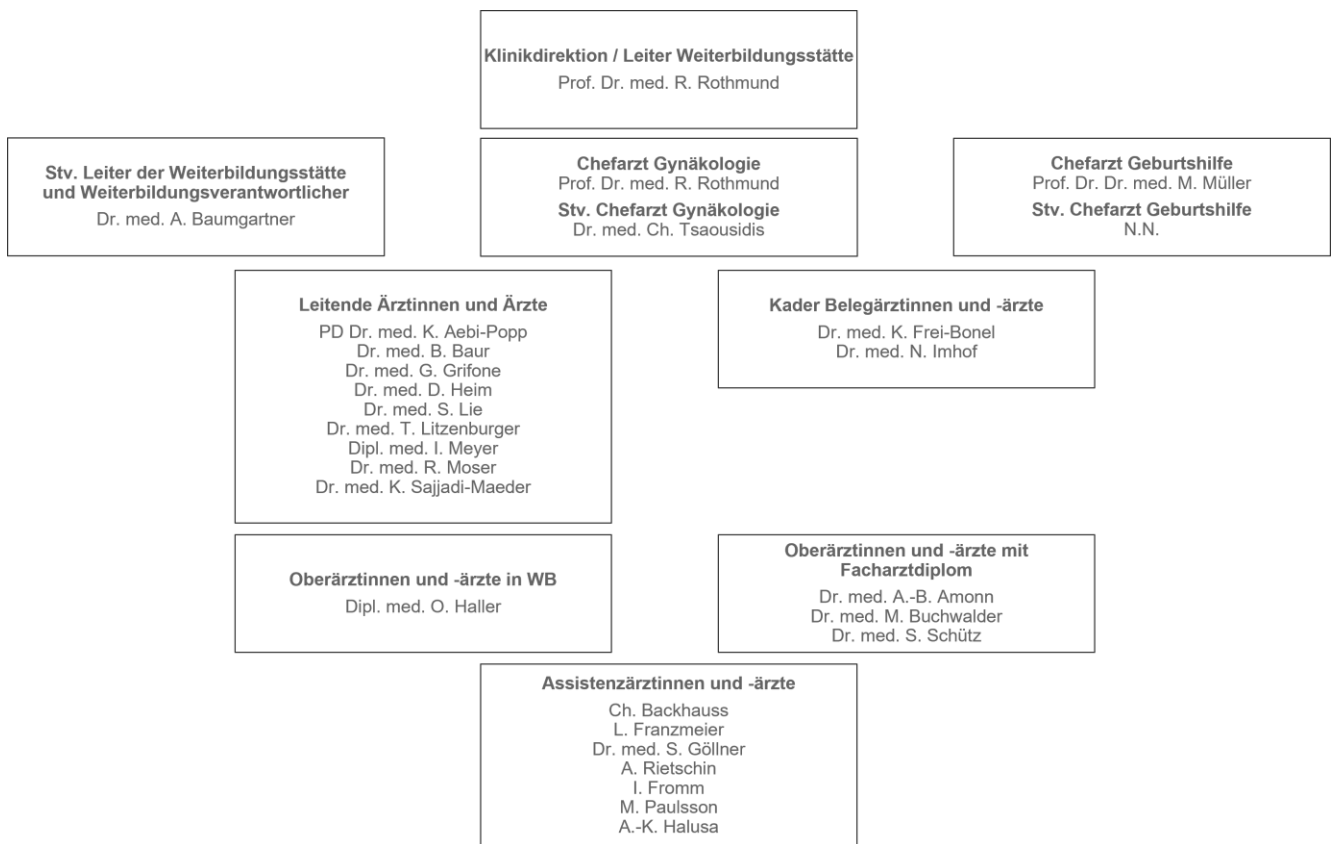 Klinikdirektion / Leiter Weiterbildungsstätte
Prof. Dr. med. R. Rothmund
Stv. Leiter der Weiterbildungsstätte
und Weiterbildungsverantwortlicher
Dr. med. A. Baumgartner
Chefarzt Gynäkologie
Prof. Dr. med. R. Rothmund
Stv. Chefarzt Gynäkologie
Dr. med. Ch. Tsaousidis
Chefarzt Geburtshilfe
Prof. Dr. Dr. med. M. Müller
Stv. Chefarzt Geburtshilfe
N.N.
Leitende Ärztinnen und Ärzte
PD Dr. med. K. Aebi-Popp
Dr. med. B. Baur
Dr. med. G. Grifone
Dr. med. D. Heim
Dr. med. S. Lie
Dr. med. T. Litzenburger
Dipl. med. I. Meyer
Dr. med. R. Moser
Dr. med. K. Sajjadi-Maeder
Kader Belegärztinnen und -ärzte
Dr. med. K. Frei-Bonel
Dr. med. N. Imhof
Oberärztinnen und -ärzte in WB
Dipl. med. O. Haller
Oberärztinnen und -ärzte mit
Facharztdiplom
Dr. med. A.-B. Amonn
Dr. med. M. Buchwalder
Dr. med. S. Schütz
Assistenzärztinnen und -ärzte
Ch. Backhauss
L. Franzmeier
Dr. med. S. Göllner
A. Rietschin
I. Fromm
M. Paulsson
A.-K. Halusa